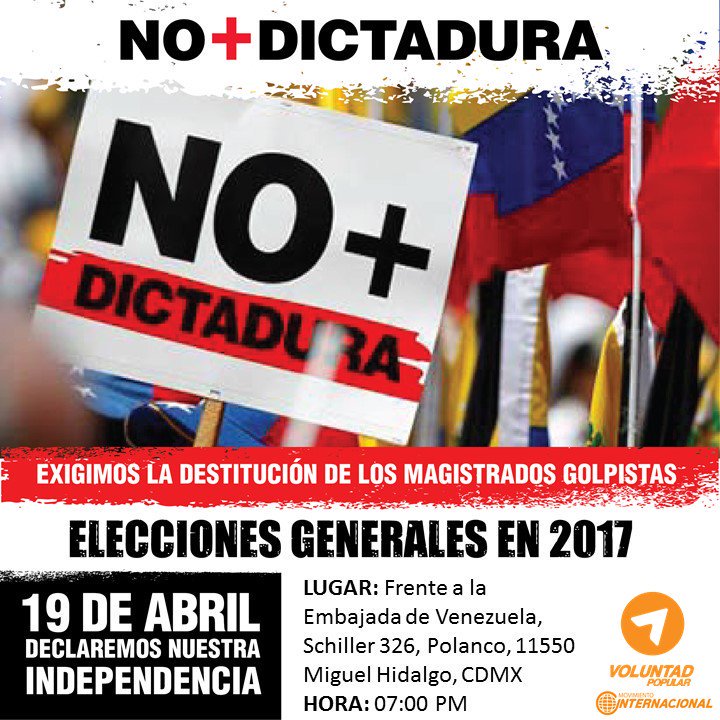 NO+DICTADURA
NO+
DICTADURA
EXIGIMOS LA DESTITUCIÓN DE LOS MAGISTRADOS GOLPISTAS
ELECCIONES GENERALES EN 2017
19 DE ABRIL
DECLAREMOS NUESTRA
INDEPENDENCIA
LUGAR: Frente a la
Embajada de Venezuela,
Schiller 326, Polanco, 11550
Miguel Hidalgo, CDMX
HORA: 07:00 PM
VOLUNTAD
POPULAR
MOVIMIENTO
INTERNACIONAL